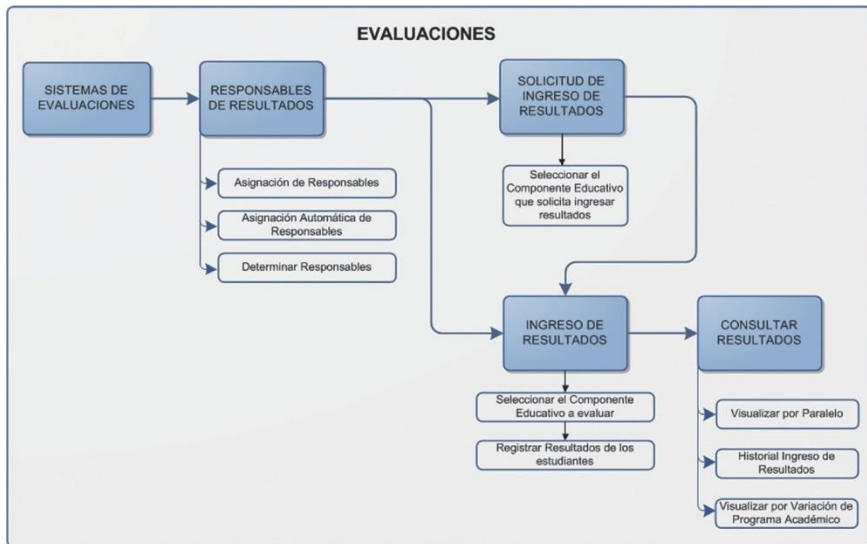 EVALUACIONES
SISTEMAS DE
EVALUACIONES
RESPONSABLES
DE RESULTADOS
SOLICITUD DE
INGRESO DE
RESULTADOS
Asignación de Responsables
Asignación Automática de
Responsables
Determinar Responsables
Seleccionar el
Componente Educativo
que solicita ingresar
resultados
INGRESO DE
RESULTADOS
CONSULTAR
RESULTADOS
Seleccionar el Componente
Educativo a evaluar
Registrar Resultados de los
estudiantes
Visualizar por Paralelo
Historial Ingreso de
Resultados
Visualizar por Variación de
Programa Académico